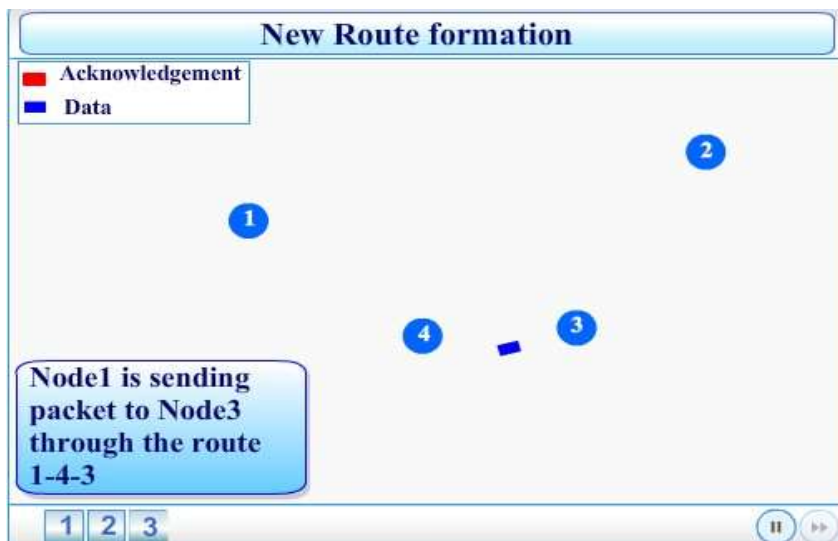 New Route formation
Acknowledgement
Data
2
1
3
4
Node1 is sending
packet to Node3
through the route
1-4-3
1 2 3